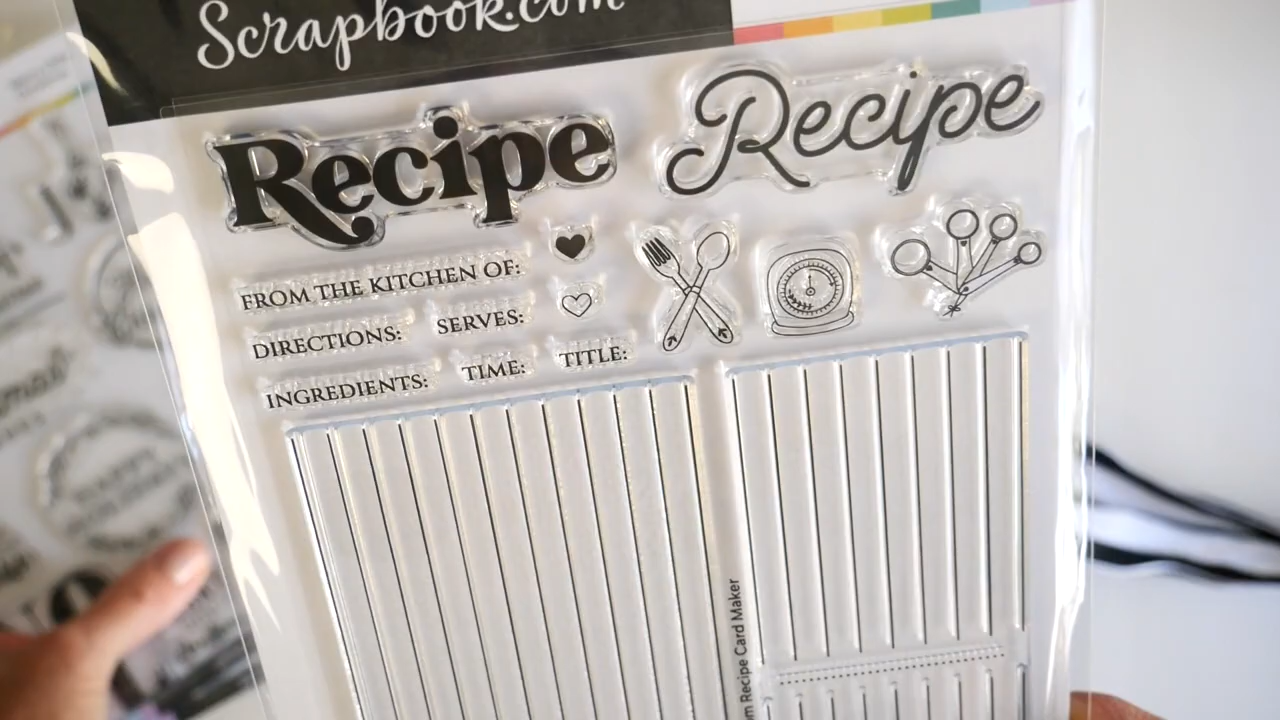 Scrapbook.com
Recipe
Recipe
FROM THE KITCHEN OF:
DIRECTIONS:
SERVES:
INGREDIENTS:
TIME:
TITLE:
Recipe Card Maker